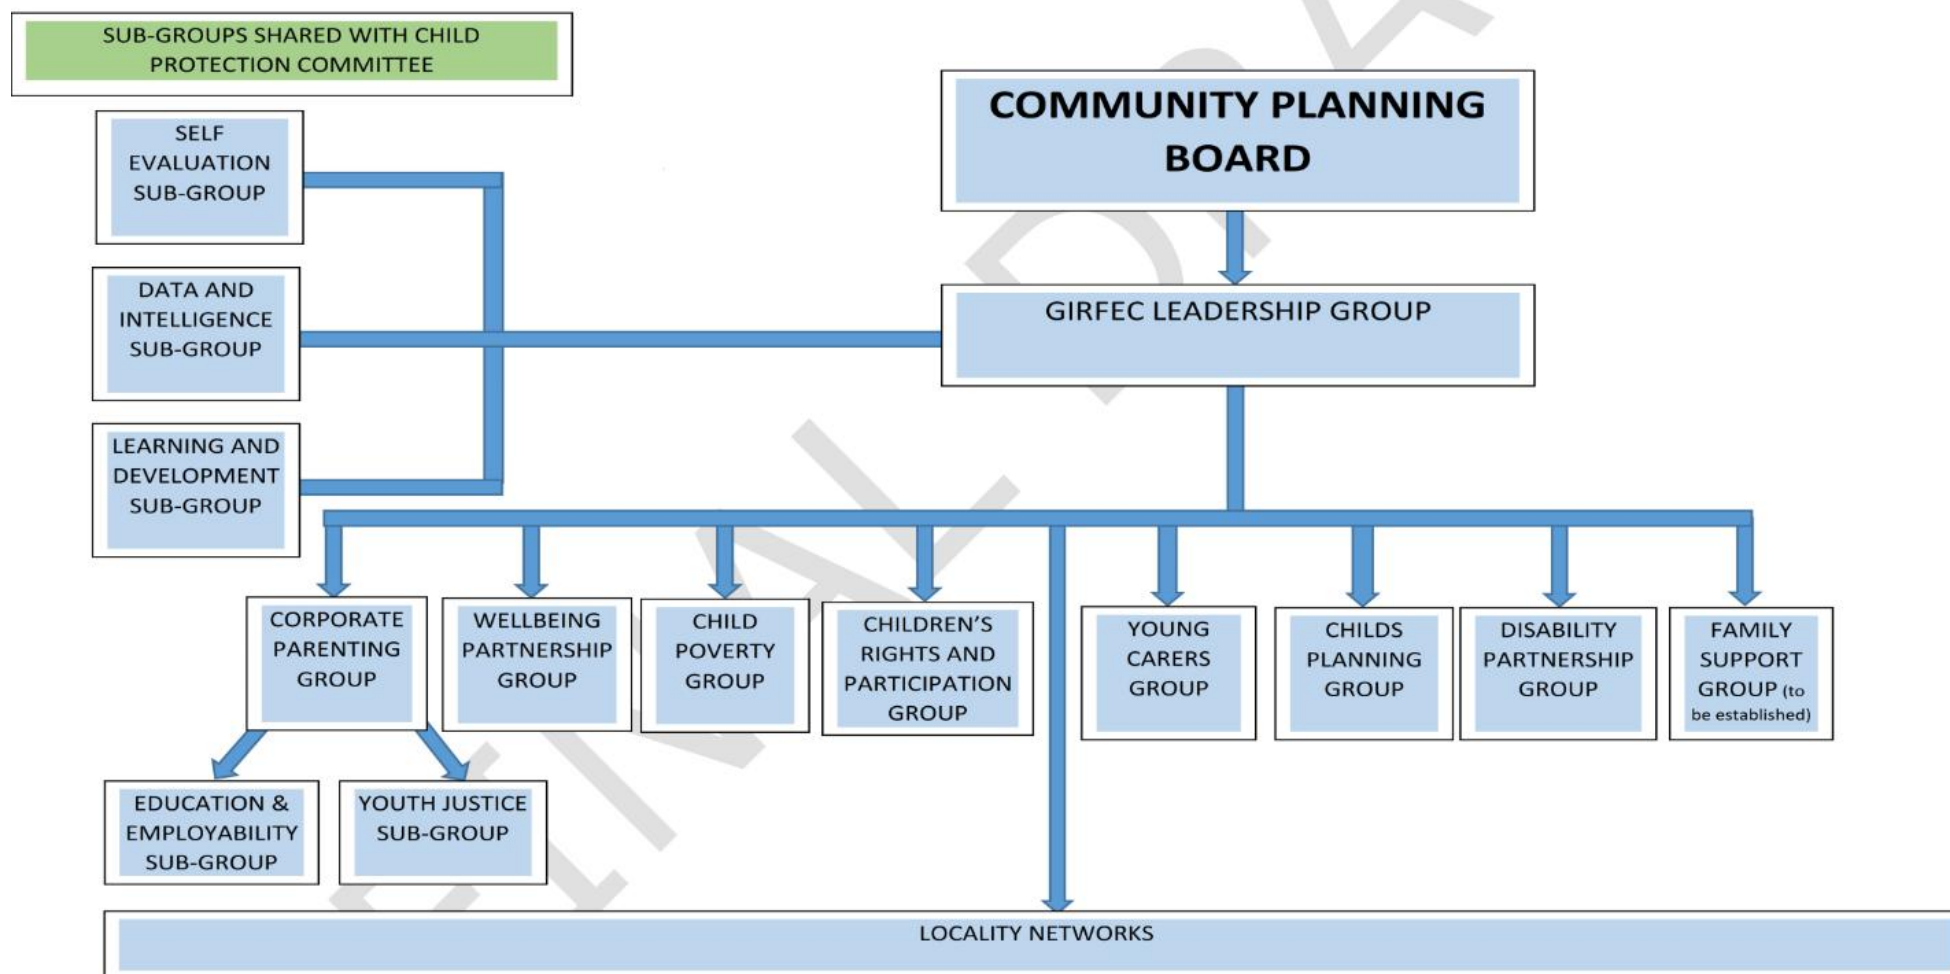 SUB-GROUPS SHARED WITH CHILD
PROTECTION COMMITTEE
COMMUNITY PLANNING
BOARD
SELF
EVALUATION
SUB-GROUP
DATA AND
INTELLIGENCE
SUB-GROUP
GIRFEC LEADERSHIP GROUP
LEARNING AND
DEVELOPMENT
SUB-GROUP
CORPORATE
PARENTING
GROUP
WELLBEING
PARTNERSHIP
GROUP
CHILD
POVERTY
GROUP
CHILDREN’S
RIGHTS AND
PARTICIPATION
GROUP
YOUNG
CARERS
GROUP
CHILDS
PLANNING
GROUP
DISABILITY
PARTNERSHIP
GROUP
FAMILY
SUPPORT
GROUP (to
be established)
EDUCATION &
EMPLOYABILITY
SUB-GROUP
YOUTH JUSTICE
SUB-GROUP
LOCALITY NETWORKS